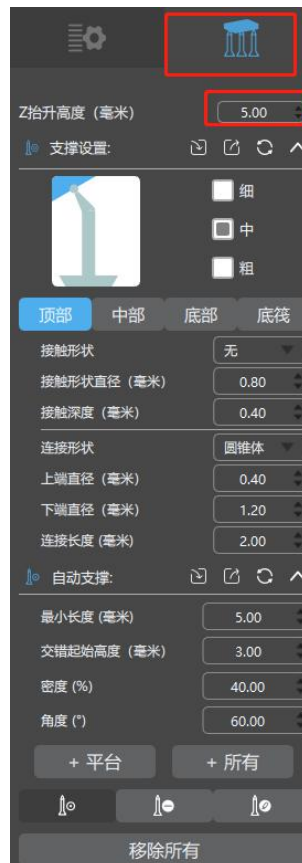 Z抬升高度（毫米） 5.00
支撑设置:
细
中
粗
顶部 中部 底部 底筏
接触形状 无
接触形状直径（毫米） 0.80
接触深度（毫米） 0.40
连接形状 圆锥体
上端直径（毫米） 0.40
下端直径（毫米） 1.20
连接长度 (毫米) 2.00
自动支撑:
最小长度 (毫米) 5.00
交错起始高度（毫米） 3.00
密度 (%) 40.00
角度 (°) 60.00
+ 平台 + 所有
移除所有